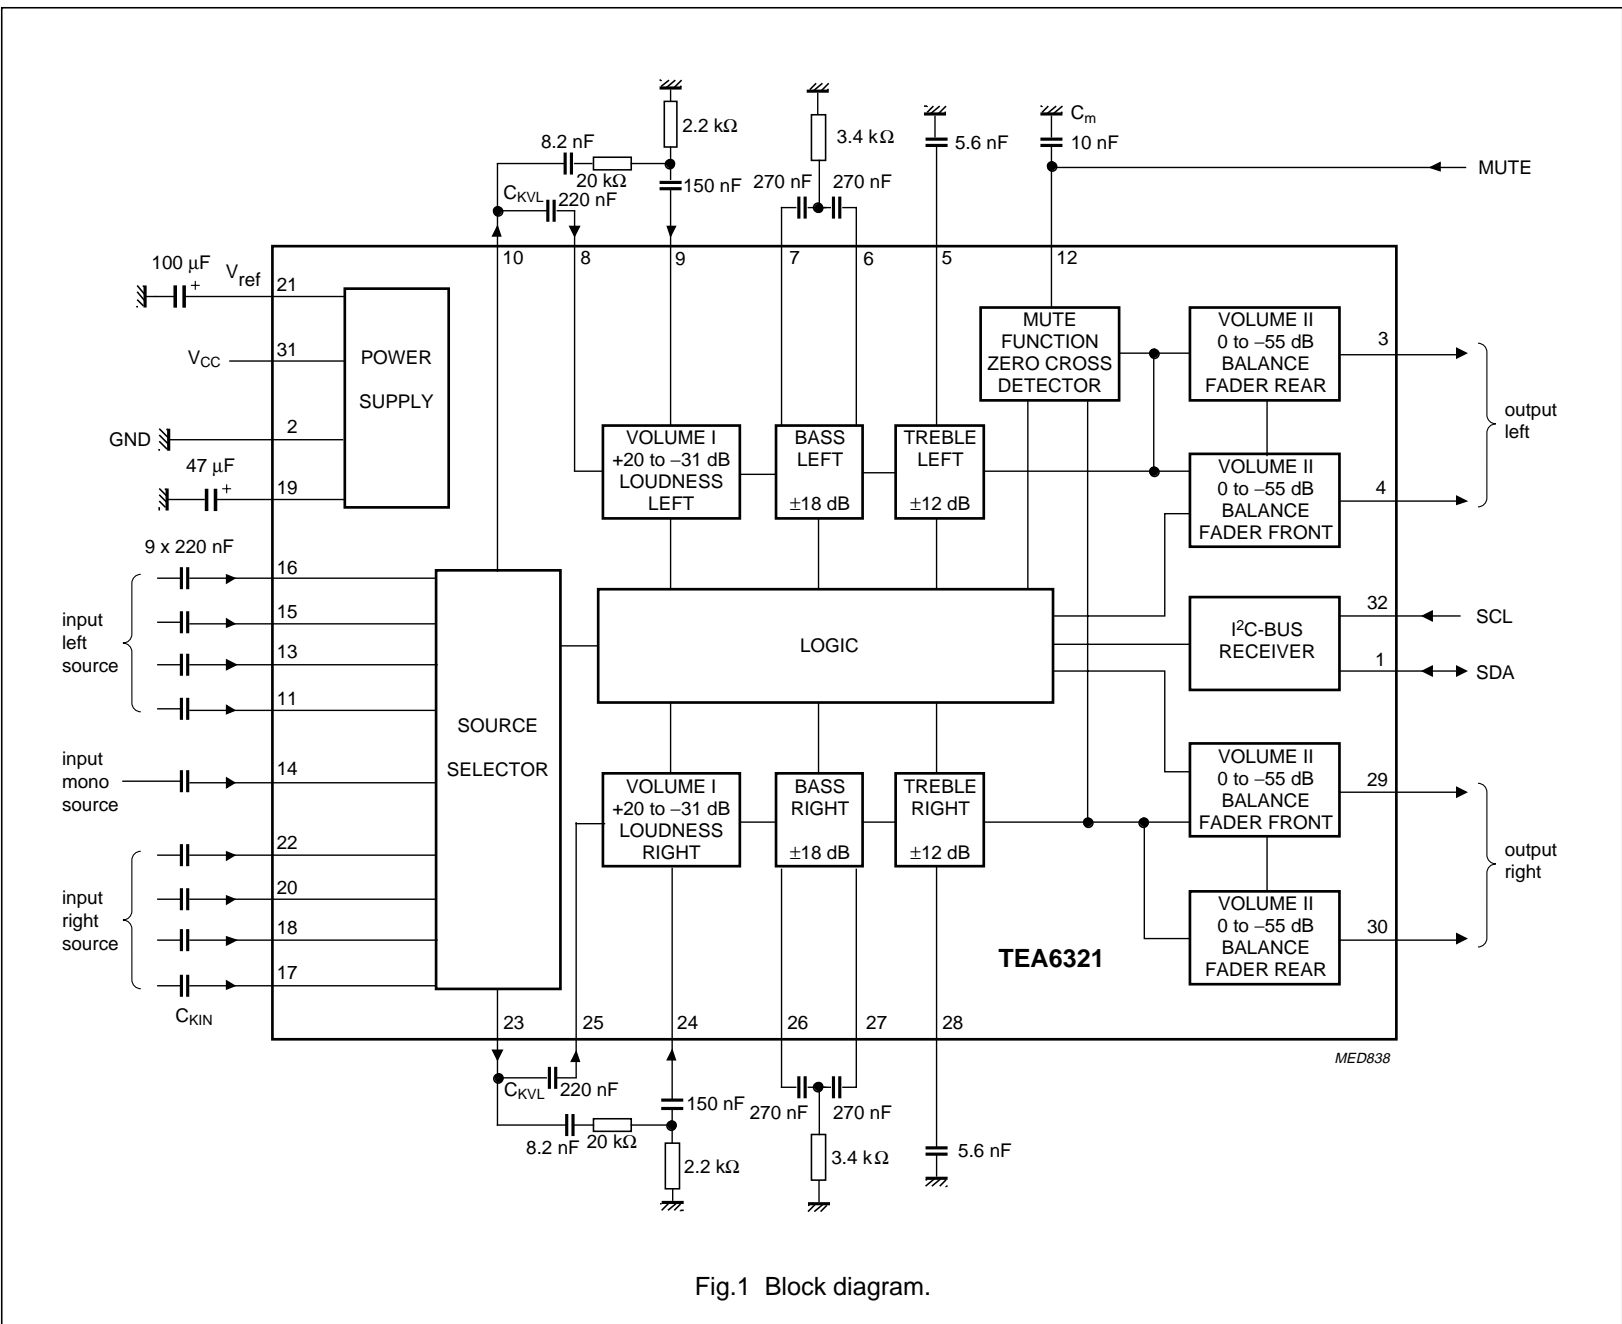 2.2 kΩ
8.2 nF
20 kΩ
150 nF
CKVL
220 nF
3.4 kΩ
270 nF
270 nF
5.6 nF
Cm
10 nF
MUTE
10
8
9
7
6
5
12
100 μF
+
Vref
21
VCC
31
GND
2
47 μF
+
19
POWER
SUPPLY
MUTE
FUNCTION
ZERO CROSS
DETECTOR
VOLUME II
0 to −55 dB
BALANCE
FADER REAR
3
output
left
VOLUME I
+20 to −31 dB
LOUDNESS
LEFT
BASS
LEFT
±18 dB
TREBLE
LEFT
±12 dB
VOLUME II
0 to −55 dB
BALANCE
FADER FRONT
4
9 x 220 nF
input
left
source
16
15
13
11
input
mono
source
14
input
right
source
22
20
18
17
CKIN
SOURCE
SELECTOR
LOGIC
I2C-BUS
RECEIVER
32
SCL
1
SDA
VOLUME I
+20 to −31 dB
LOUDNESS
RIGHT
BASS
RIGHT
±18 dB
TREBLE
RIGHT
±12 dB
VOLUME II
0 to −55 dB
BALANCE
FADER FRONT
29
output
right
VOLUME II
0 to −55 dB
BALANCE
FADER REAR
30
TEA6321
23
25
24
26
27
28
MED838
CKVL
220 nF
150 nF
8.2 nF
20 kΩ
2.2 kΩ
270 nF
270 nF
3.4 kΩ
5.6 nF
Fig.1 Block diagram.